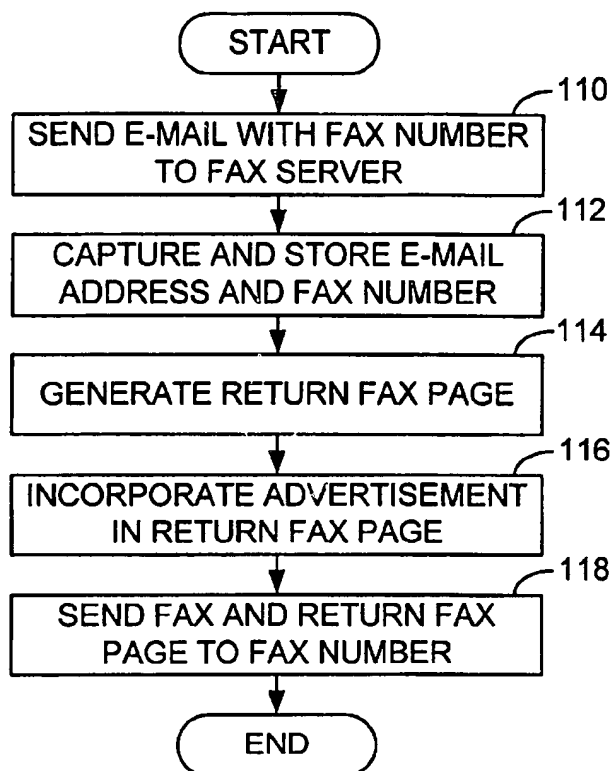 START
110
SEND E-MAIL WITH FAX NUMBER
TO FAX SERVER
112
CAPTURE AND STORE E-MAIL
ADDRESS AND FAX NUMBER
114
GENERATE RETURN FAX PAGE
116
INCORPORATE ADVERTISEMENT
IN RETURN FAX PAGE
118
SEND FAX AND RETURN FAX
PAGE TO FAX NUMBER
END